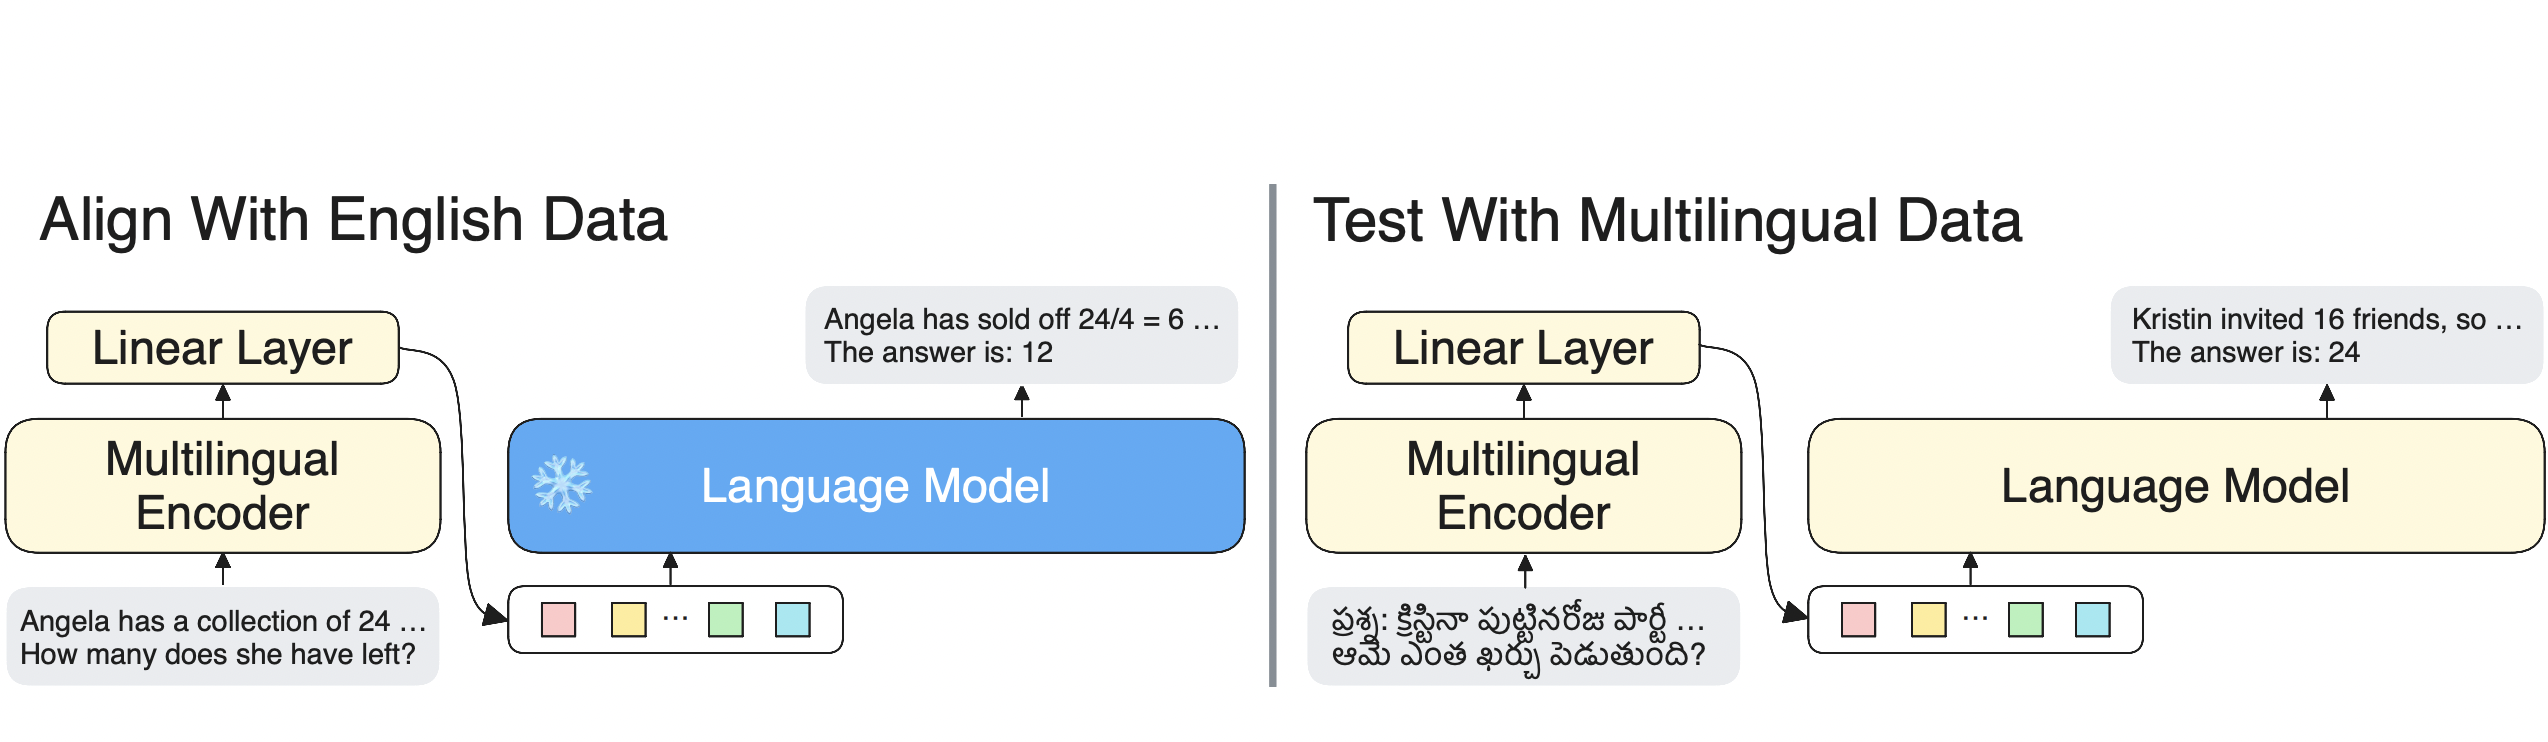 Align With English Data
Linear Layer
Multilingual
Encoder
Angela has a collection of 24 ...
How many does she have left?
...
Language Model
Angela has sold off 24/4 = 6 ...
The answer is: 12
Test With Multilingual Data
Linear Layer
Multilingual
Encoder
ప్రశ్న: క్రిస్టినా పుట్టినరోజు పార్టీ ...
ఆమె ఎంత ఖర్చు పెడుతుంది?
...
Language Model
Kristin invited 16 friends, so ...
The answer is: 24